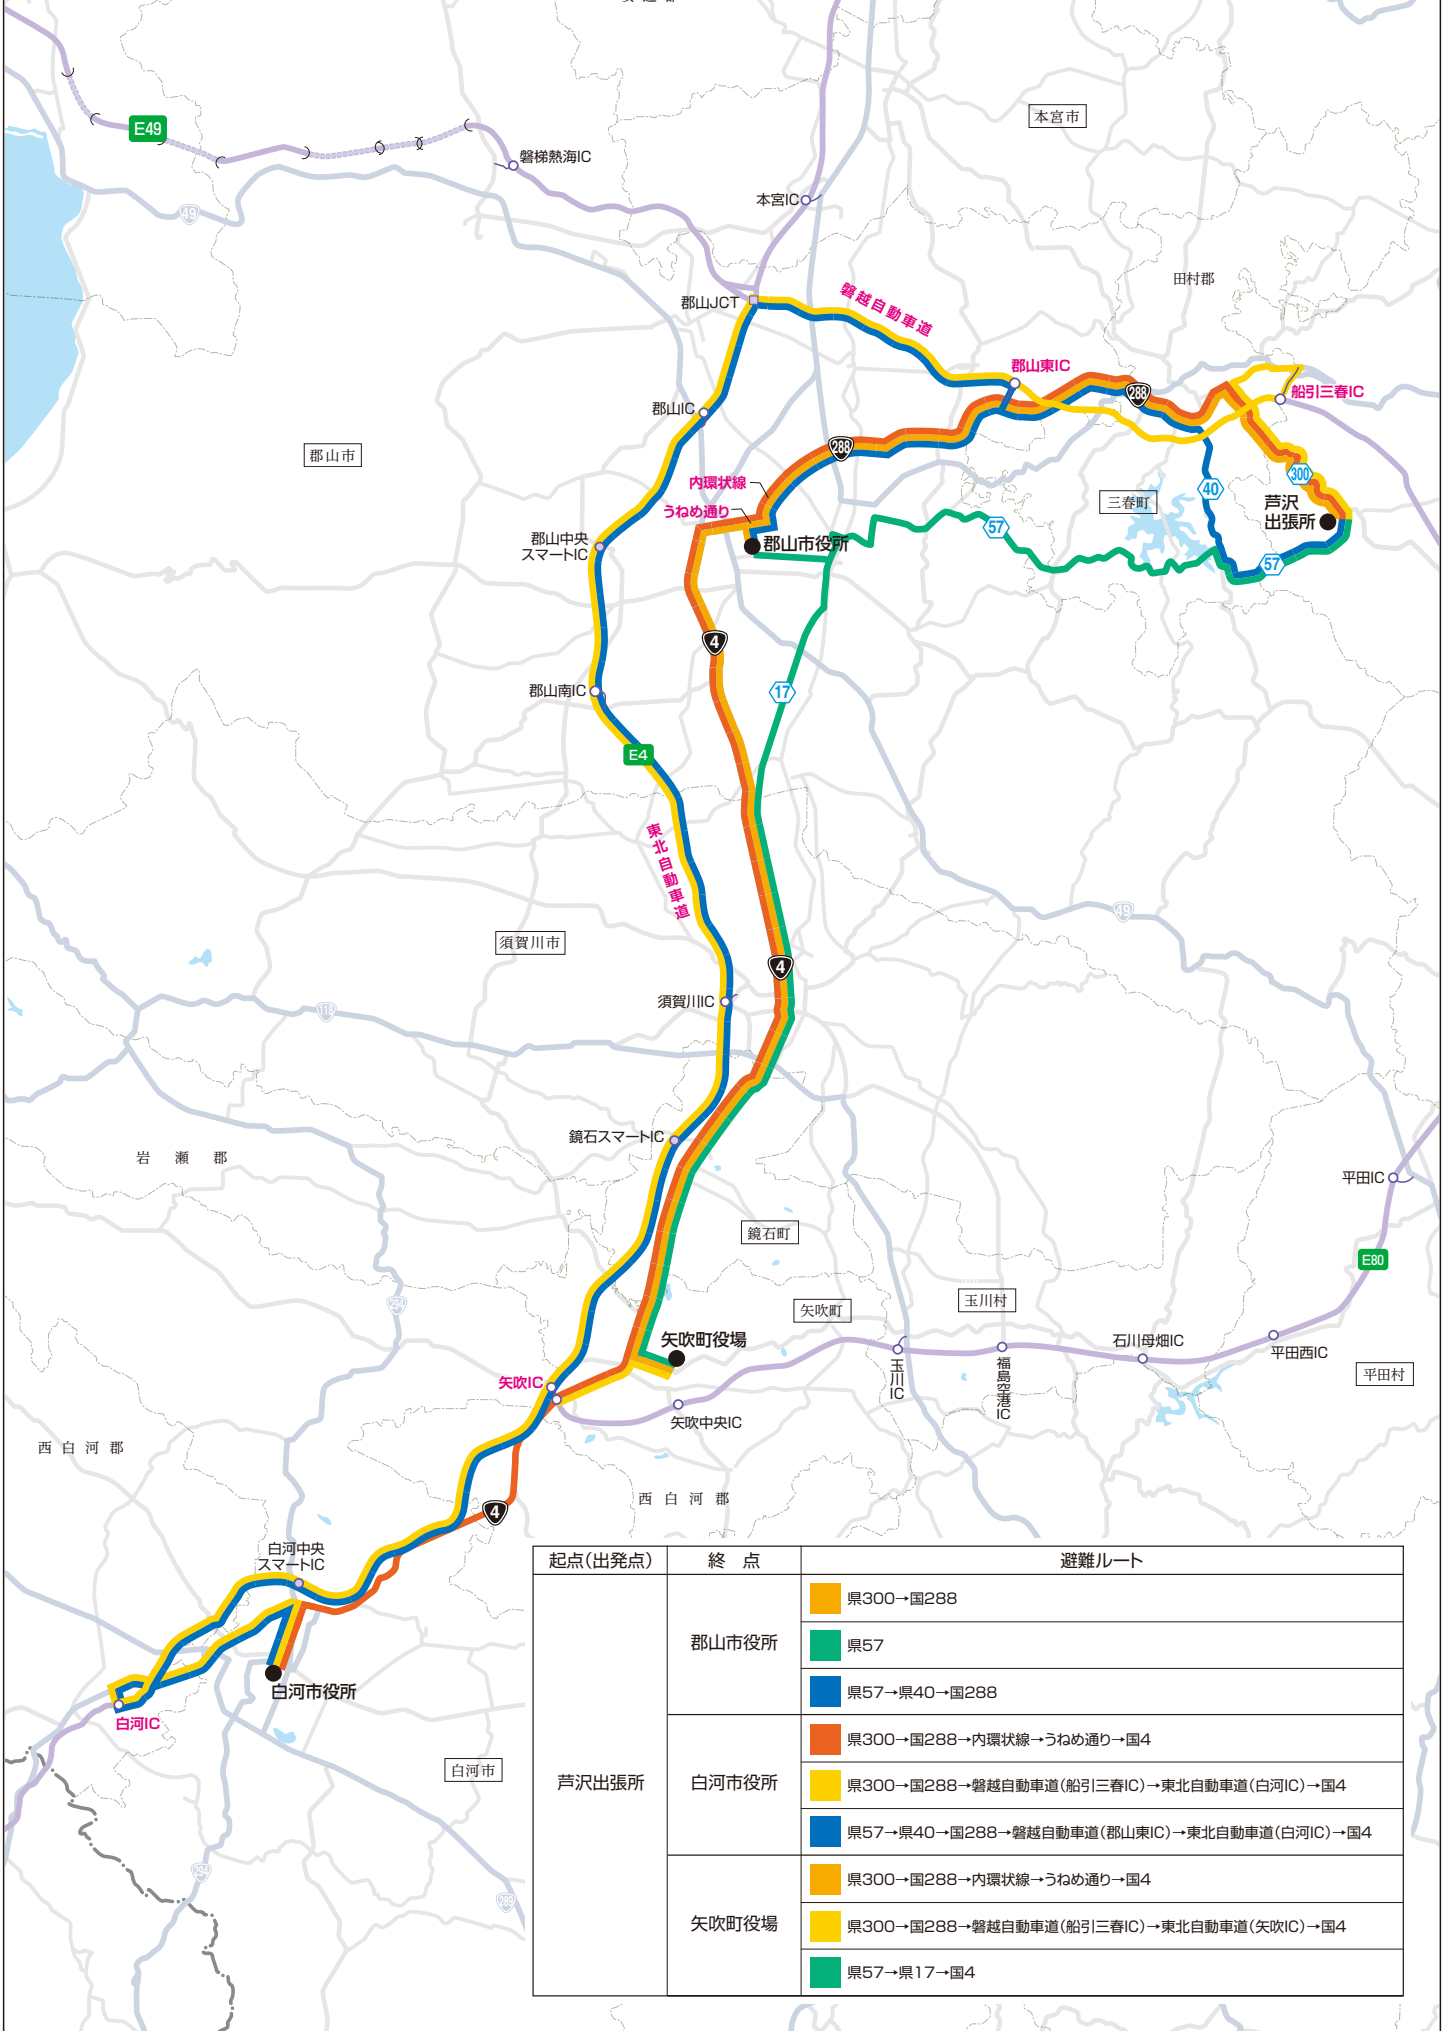 E49
49
磐梯熱海IC
本宮市
本宮IC
田村郡
郡山JCT
磐越自動車道
郡山東IC
288
船引三春IC
郡山IC
郡山市
288
内環状線
300
40
三春町
芦沢
出張所
うねめ通り
57
郡山中央
スマートIC
郡山市役所
57
4
郡山南IC
17
E4
東北自動車道
49
須賀川市
4
須賀川IC
118
鏡石スマートIC
岩瀬郡
平田IC
鏡石町
E80
294
矢吹町
玉川村
矢吹町役場
石川母畑IC
玉川IC
福島空港IC
平田西IC
平田村
矢吹IC
矢吹中央IC
西白河郡
西白河郡
4
白河中央
スマートIC
白河市役所
白河IC
白河市
294
289
起点(出発点) 終 点 避難ルート
芦沢出張所
郡山市役所
県300→国288
県57
県57→県40→国288
白河市役所
県300→国288→内環状線→うねめ通り→国4
県300→国288→磐越自動車道(船引三春IC)→東北自動車道(白河IC)→国4
県57→県40→国288→磐越自動車道(郡山東IC)→東北自動車道(白河IC)→国4
矢吹町役場
県300→国288→内環状線→うねめ通り→国4
県300→国288→磐越自動車道(船引三春IC)→東北自動車道(矢吹IC)→国4
県57→県17→国4